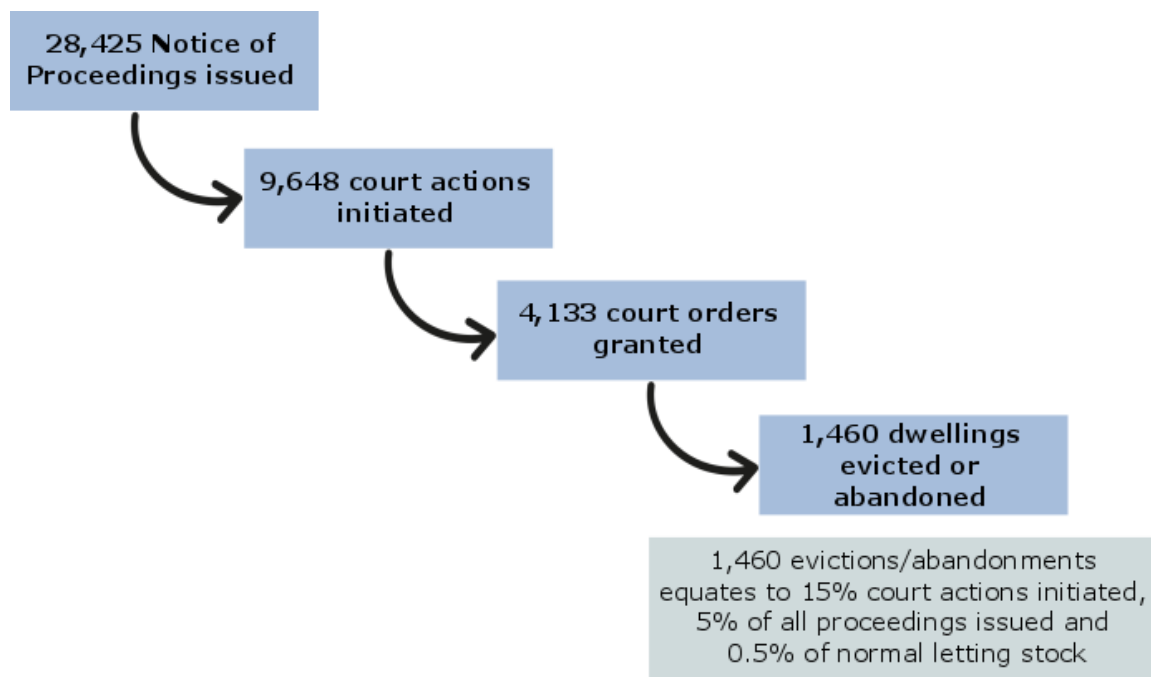 28,425 Notice of
Proceedings issued
9,648 court actions
initiated
4,133 court orders
granted
1,460 dwellings
evicted or
abandoned
1,460 evictions/abandonments
equates to 15% court actions initiated,
5% of all proceedings issued and
0.5% of normal letting stock